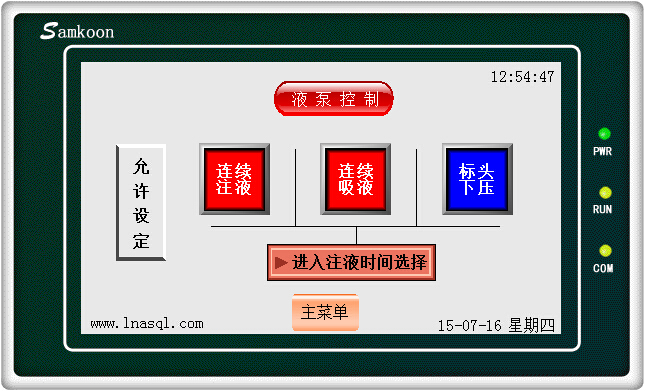 Samkoon
12:54:47
液泵控制
允许设定
连续
注液
连续
吸液
标头
下压
进入注液时间选择
主菜单
www.lnasql.com
15-07-16 星期四
PWR
RUN
COM